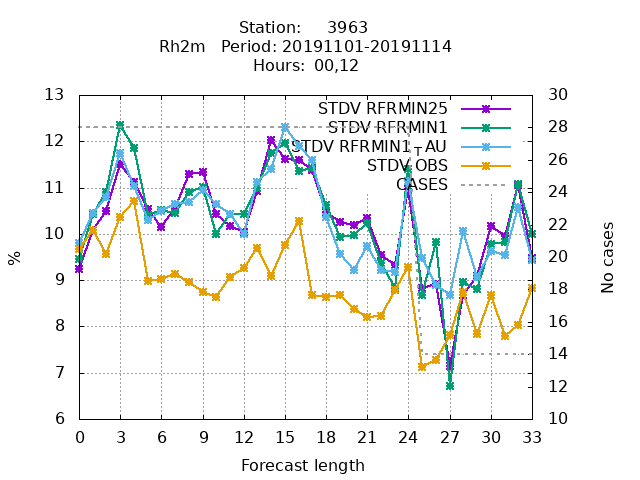 Station: 3963
Rh2m Period: 20191101-20191114
Hours: 00,12
13 30
STDV RFRMIN25
12 28
STDV RFRMIN1
STDV RFRMIN1_TAU
26
STDV OBS
11 24
CASES
22
10
20
9
18
8
16
7
14
12
6 10
0 3 6 9 12 15 18 21 24 27 30 33
%
No cases
Forecast length